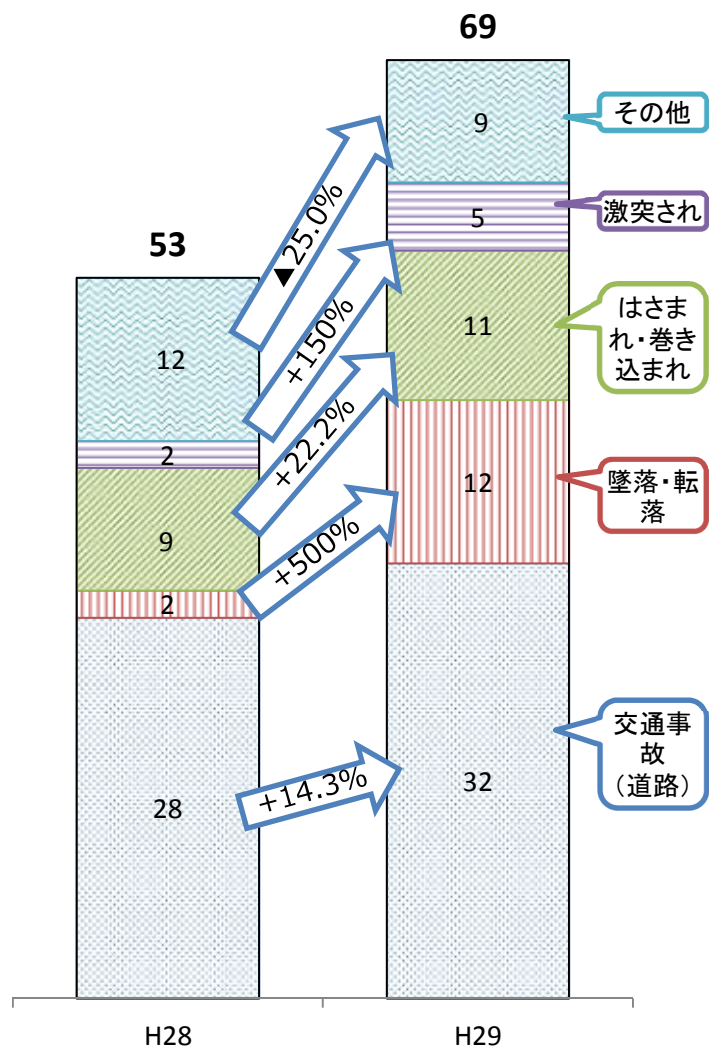 69
53
9
5
11
12
32
12
2
9
2
28
▲25.0%
+150%
+22.2%
+500%
+14.3%
その他
激突され
はさま
れ・巻き
込まれ
墜落・転
落
交通事
故
（道路）
H28
H29